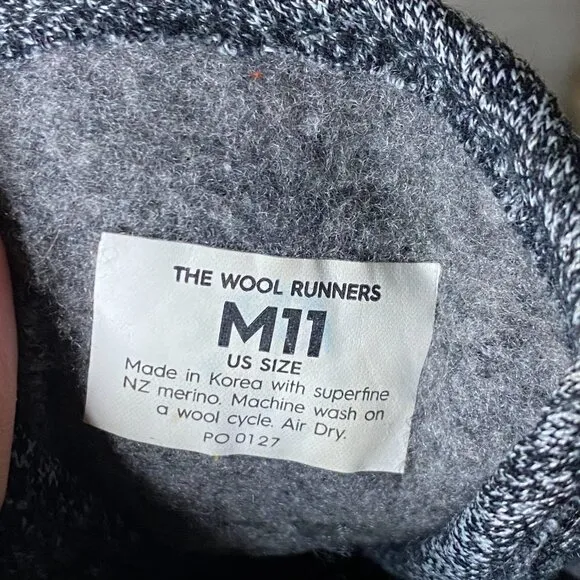 THE WOOL RUNNERS
M11
US SIZE
Made in Korea with superfine
NZ merino. Machine wash on
a wool cycle. Air Dry.
PO 0127